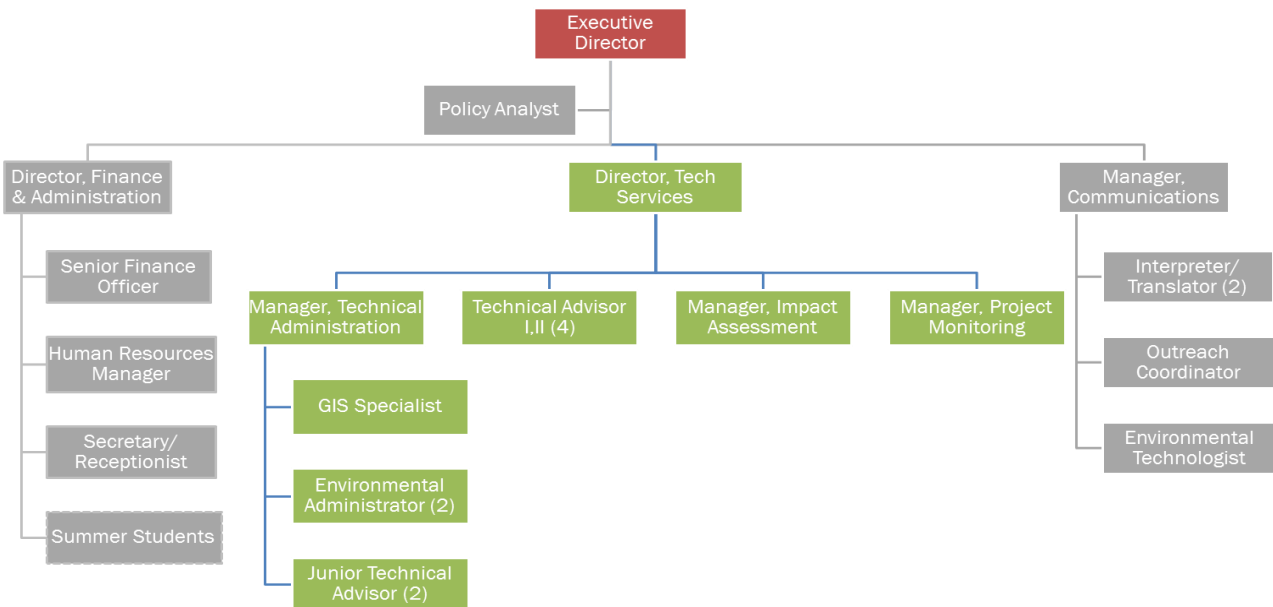 Executive
Director
Policy Analyst
Director, Finance
& Administration
Director, Tech
Services
Manager,
Communications
Senior Finance
Officer
Human Resources
Manager
Secretary/
Receptionist
Summer Students
Manager, Technical
Administration
Technical Advisor
I,II (4)
Manager, Impact
Assessment
Manager, Project
Monitoring
GIS Specialist
Environmental
Administrator (2)
Junior Technical
Advisor (2)
Interpreter/
Translator (2)
Outreach
Coordinator
Environmental
Technologist